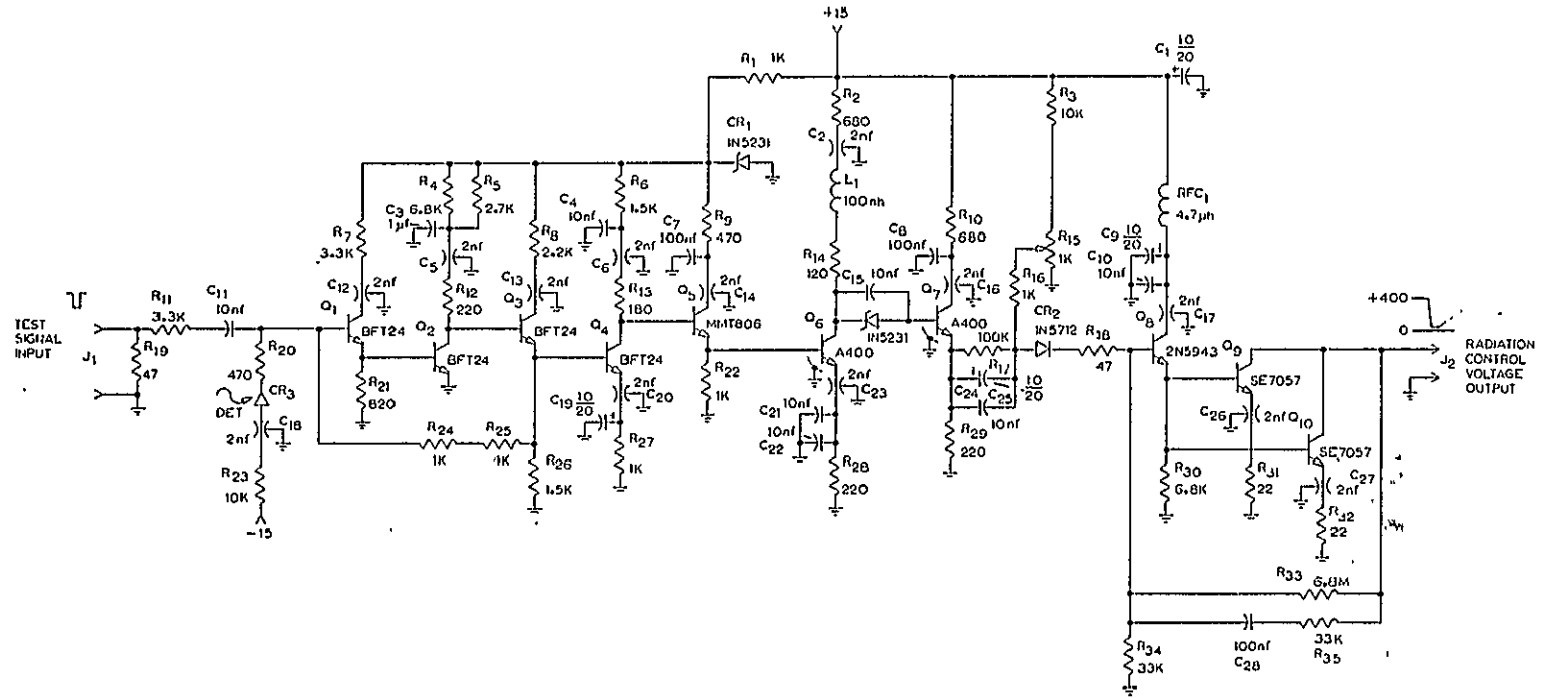 +15
R1 1K
C1 10/20
R2
680
R3
10K
CR1
1N5231
C2 2nf
R4
6.8K
R5
2.7K
R6
1.5K
L1
100nh
RFC1
4.7μh
C3
1μf
C4
10nf
C7
100nf
R9
470
R10
680
R7
3.3K
R8
2.2K
2nf
C5
2nf
C6
C8
100nf
R15
1K
C9 10/20
C10
10nf
R14
120
C15 10nf
R16
1K
2nf
C12
R12
220
C13 2nf
R13
180
Q5
2nf
C14
Q7
2nf
C16
2nf
C17
TEST
SIGNAL
INPUT
J1
R11
3.3K
C11
10nf
Q1
BFT24
Q2
BFT24
Q3
BFT24
Q4
BFT24
MMT806
Q6
A400
1N5231
A400
CR2
1N5712
R18
47
Q8
2N5943
Q9
SE7057
+400
0
J2
RADIATION
CONTROL
VOLTAGE
OUTPUT
R19
47
R20
470
CR3
DET
C18
2nf
R23
10K
-15
R21
820
R24
1K
R25
1K
R26
1.5K
C19 10/20
2nf
C20
R27
1K
R22
1K
2nf
C23
C21 10nf
10nf
C22
R28
220
100K
R17
C24
10/20
C25
10nf
R29
220
C26
2nf
Q10
SE7057
C27
2nf
R30
6.8K
R31
22
R32
22
R33
6.8M
R34
33K
100nf
C28
33K
R35